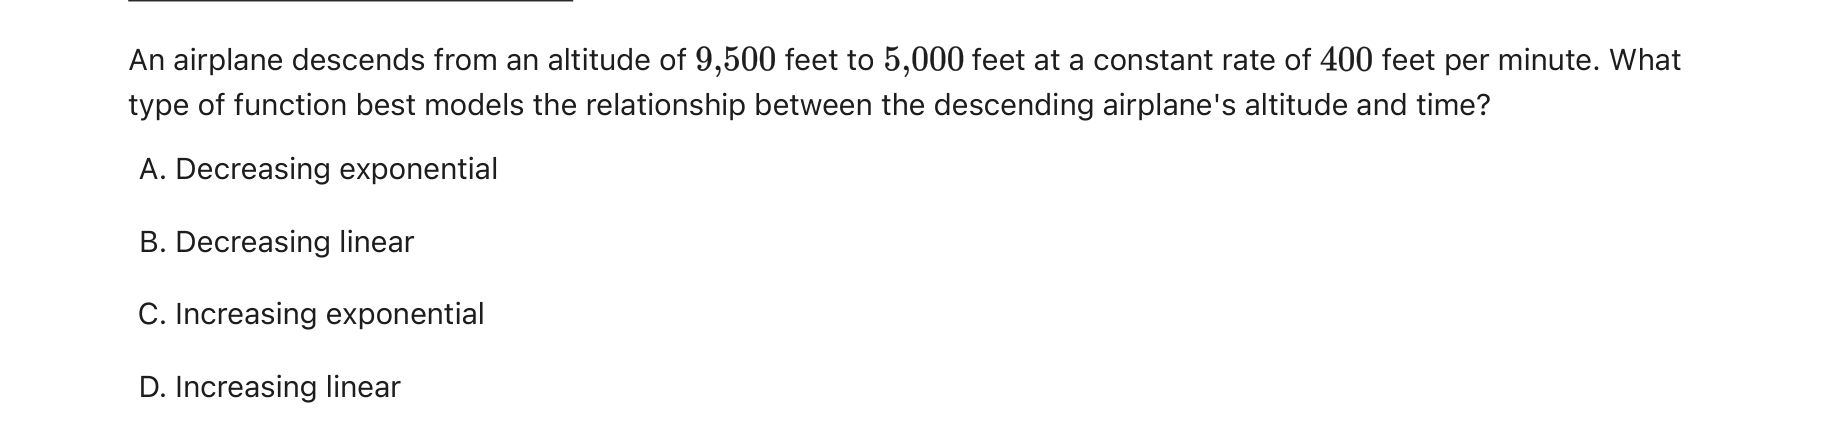 An airplane descends from an altitude of 9,500 feet to 5,000 feet at a constant rate of 400 feet per minute. What
type of function best models the relationship between the descending airplane's altitude and time?
A. Decreasing exponential
B. Decreasing linear
C. Increasing exponential
D. Increasing linear